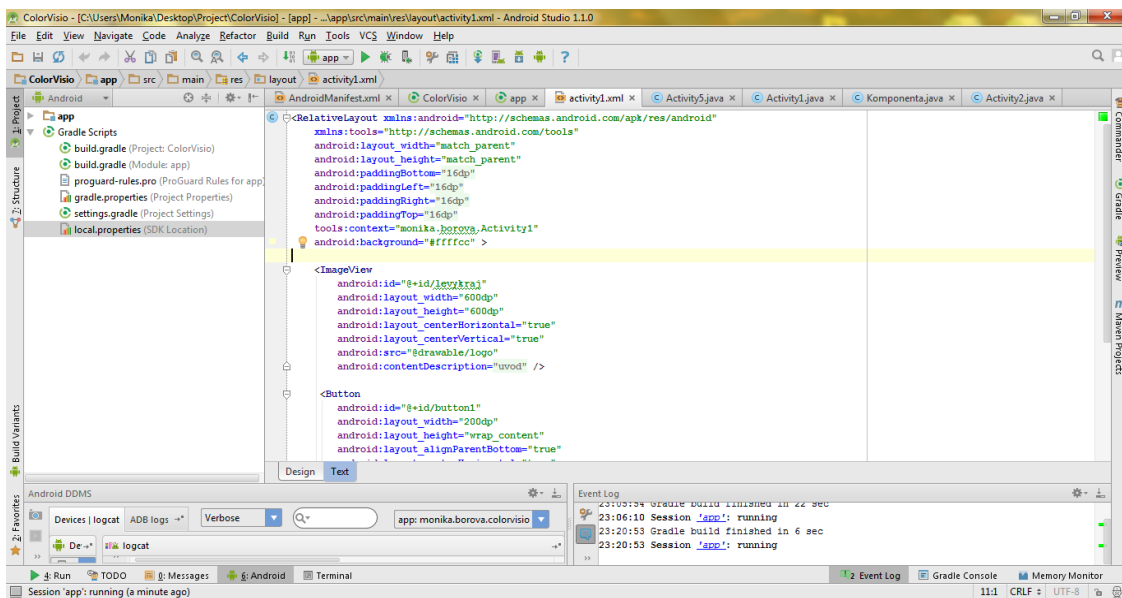 ColorVisio - [C:\Users\Monika\Desktop\Project\ColorVisio] - [app] - ...\app\src\main\res\layout\activity1.xml - Android Studio 1.1.0
File Edit View Navigate Code Analyze Refactor Build Run Tools VCS Window Help
app
ColorVisio app src main res layout activity1.xml
Android
AndroidManifest.xml × ColorVisio × app × activity1.xml × Activity5.java × Activity1.java × Komponenta.java × Activity2.java ×
1: Project
7: Structure
Build Variants
2: Favorites
app
Gradle Scripts
build.gradle (Project: ColorVisio)
build.gradle (Module: app)
proguard-rules.pro (ProGuard Rules for app)
gradle.properties (Project Properties)
settings.gradle (Project Settings)
local.properties (SDK Location)
<RelativeLayout xmlns:android="http://schemas.android.com/apk/res/android"
xmlns:tools="http://schemas.android.com/tools"
android:layout_width="match_parent"
android:layout_height="match_parent"
android:paddingBottom="16dp"
android:paddingLeft="16dp"
android:paddingRight="16dp"
android:paddingTop="16dp"
tools:context="monika.borova.Activity1"
android:background="#ffffcc" >
<ImageView
android:id="@+id/levykraj"
android:layout_width="600dp"
android:layout_height="600dp"
android:layout_centerHorizontal="true"
android:layout_centerVertical="true"
android:src="@drawable/logo"
android:contentDescription="uvod" />
<Button
android:id="@+id/button1"
android:layout_width="200dp"
android:layout_height="wrap_content"
android:layout_alignParentBottom="true"
Design Text
Commander
Gradle
Preview
Maven Projects
Android DDMS
Devices | logcat ADB logs Verbose app: monika.borova.colorvisio
De logcat
Event Log
23:05:54 Gradle build finished in 22 sec
23:06:10 Session 'app': running
23:20:53 Gradle build finished in 6 sec
23:20:53 Session 'app': running
4: Run TODO 0: Messages 6: Android Terminal 2 Event Log Gradle Console Memory Monitor
Session 'app': running (a minute ago) 11:1 CRLF UTF-8